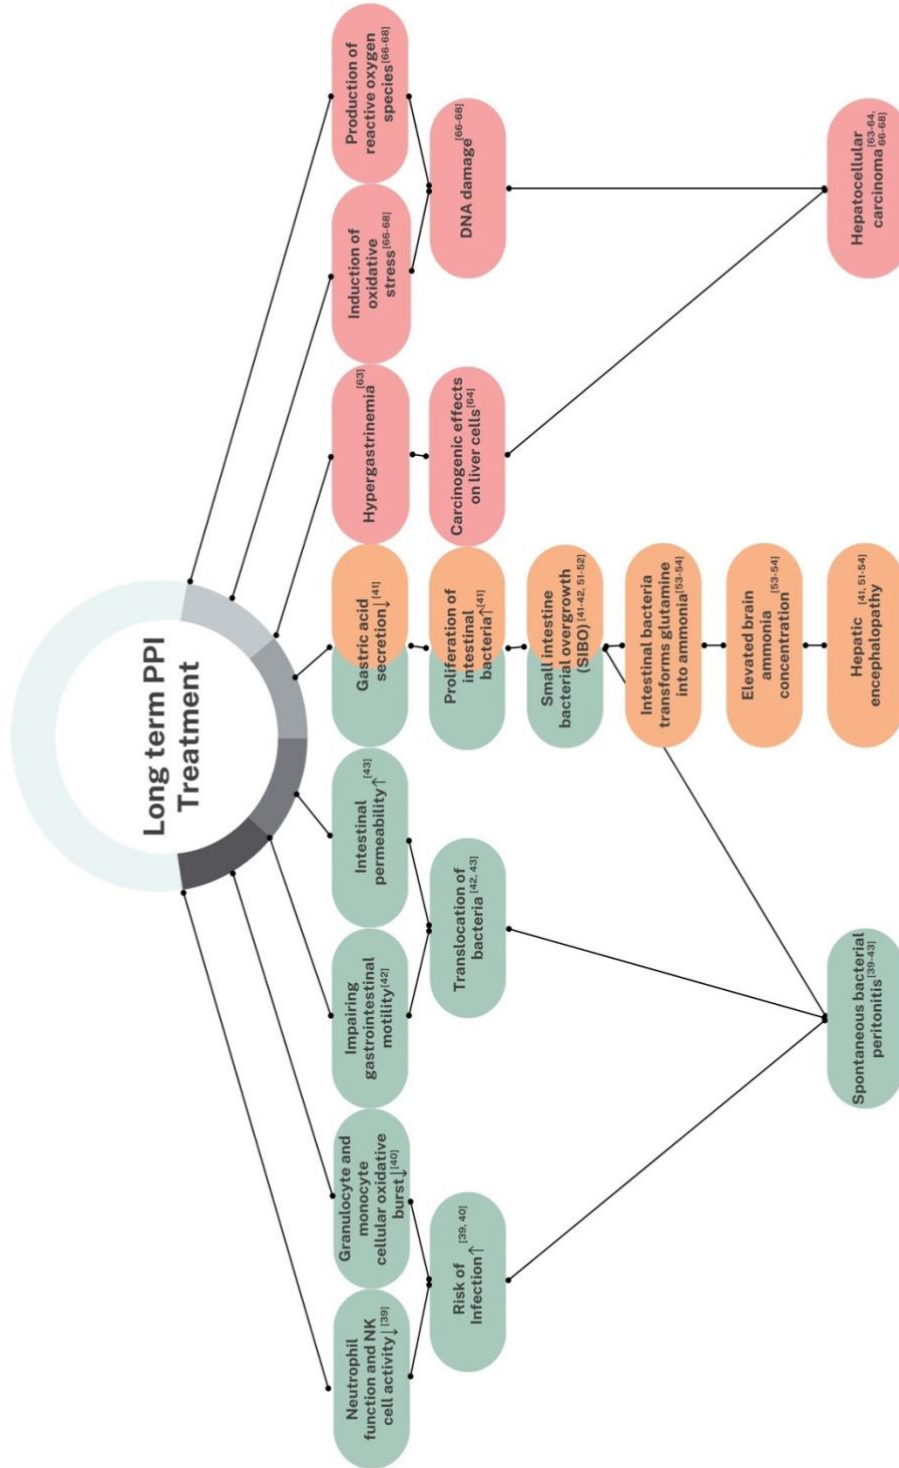 Long term PPI
Treatment
Neutrophil
function and NK
cell activity↓[39]
Granulocyte and
monocyte
cellular oxidative
burst↓[40]
Impairing
gastrointestinal
motility[42]
Intestinal
permeability↑[43]
Gastric acid
secretion↓[41]
Hypergastrinemia[63]
Induction of
oxidative
stress[66-68]
Production of
reactive oxygen
species[66-68]
Risk of
Infection↑[39, 40]
Translocation of
bacteria[42, 43]
Proliferation of
intestinal
bacteria↑[41]
Carcinogenic effects
on liver cells[64]
DNA damage[66-68]
Small intestine
bacterial overgrowth
(SIBO)[41-42, 51-52]
Intestinal bacteria
transforms glutamine
into ammonia[53-54]
Elevated brain
ammonia[53-54]
concentration
Spontaneous bacterial
peritonitis[39-43]
Hepatic[41, 51-54]
encephalopathy
Hepatocellular
carcinoma[63-64,
66-68]